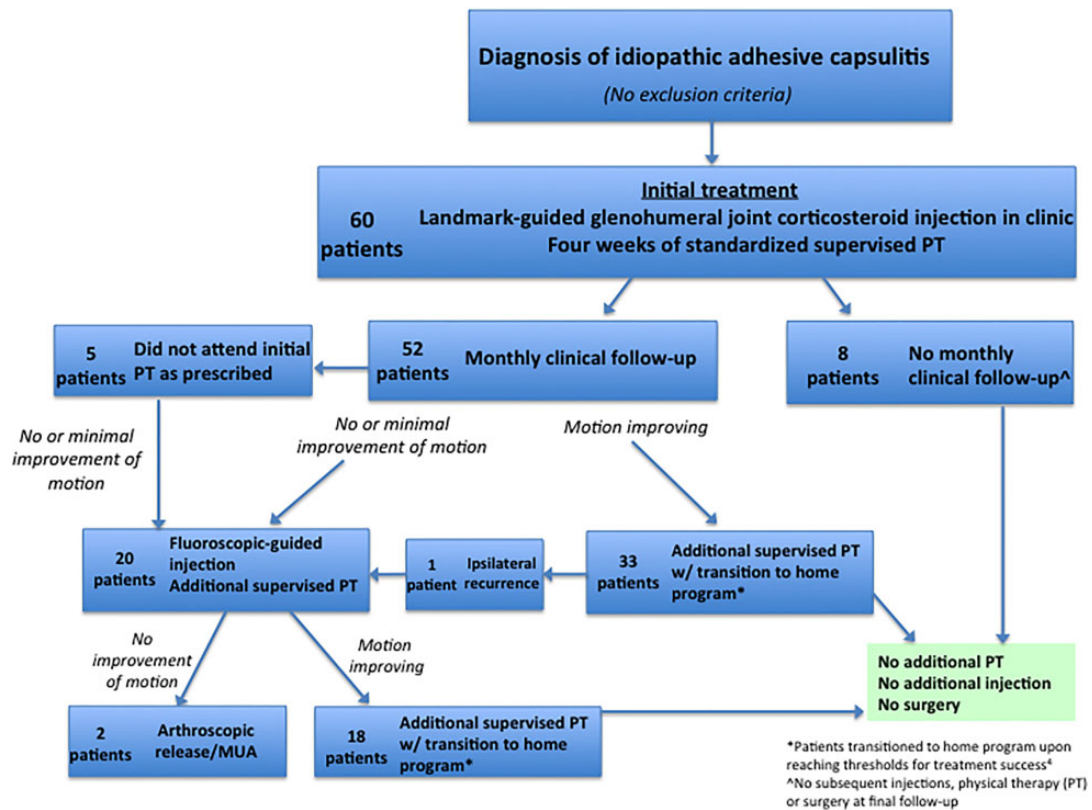 Diagnosis of idiopathic adhesive capsulitis
(No exclusion criteria)
60
patients
Initial treatment
Landmark-guided glenohumeral joint corticosteroid injection in clinic
Four weeks of standardized supervised PT
5
patients
Did not attend initial
PT as prescribed
52
patients
Monthly clinical follow-up
8
patients
No monthly
clinical follow-up^
No or minimal
improvement of
motion
No or minimal
improvement of motion
Motion improving
20
patients
Fluoroscopic-guided
injection
Additional supervised PT
1
patient
Ipsilateral
recurrence
33
patients
Additional supervised PT
w/ transition to home
program*
No
improvement
of motion
Motion
improving
No additional PT
No additional injection
No surgery
2
patients
Arthroscopic
release/MUA
18
patients
Additional supervised PT
w/ transition to home
program*
*Patients transitioned to home program upon
reaching thresholds for treatment success⁴
^No subsequent injections, physical therapy (PT)
or surgery at final follow-up